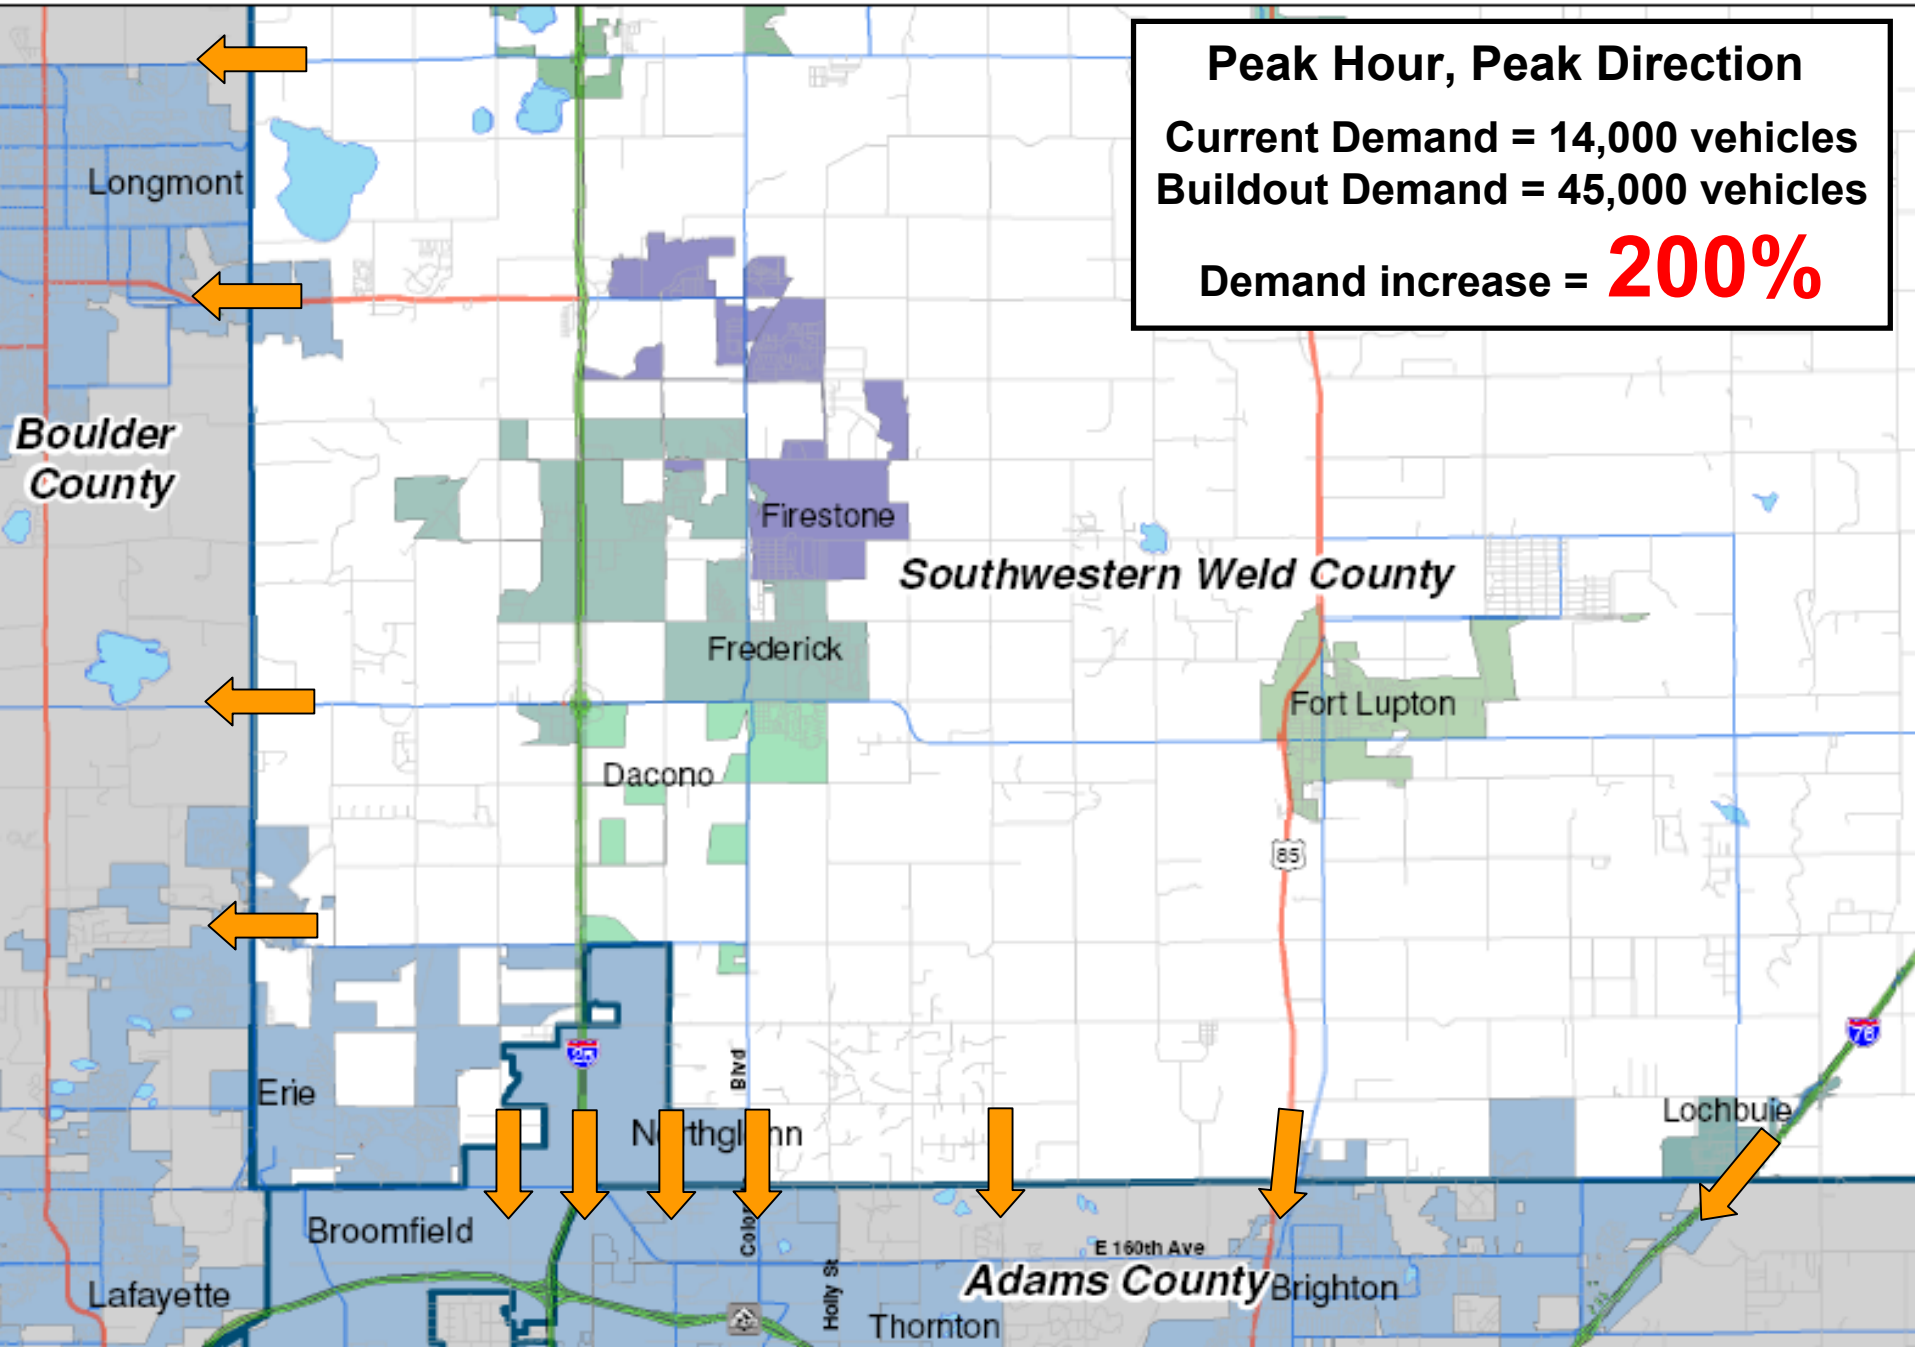 Peak Hour, Peak Direction
Current Demand = 14,000 vehicles
Buildout Demand = 45,000 vehicles
Demand increase = 200%
Longmont
Boulder
County
Firestone
Southwestern Weld County
Frederick
Fort Lupton
Dacono
85
76
25
Blvd
Erie
Lochbuie
Broomfield
E 160th Ave
Adams County
Brighton
Lafayette
Holly St
Thornton